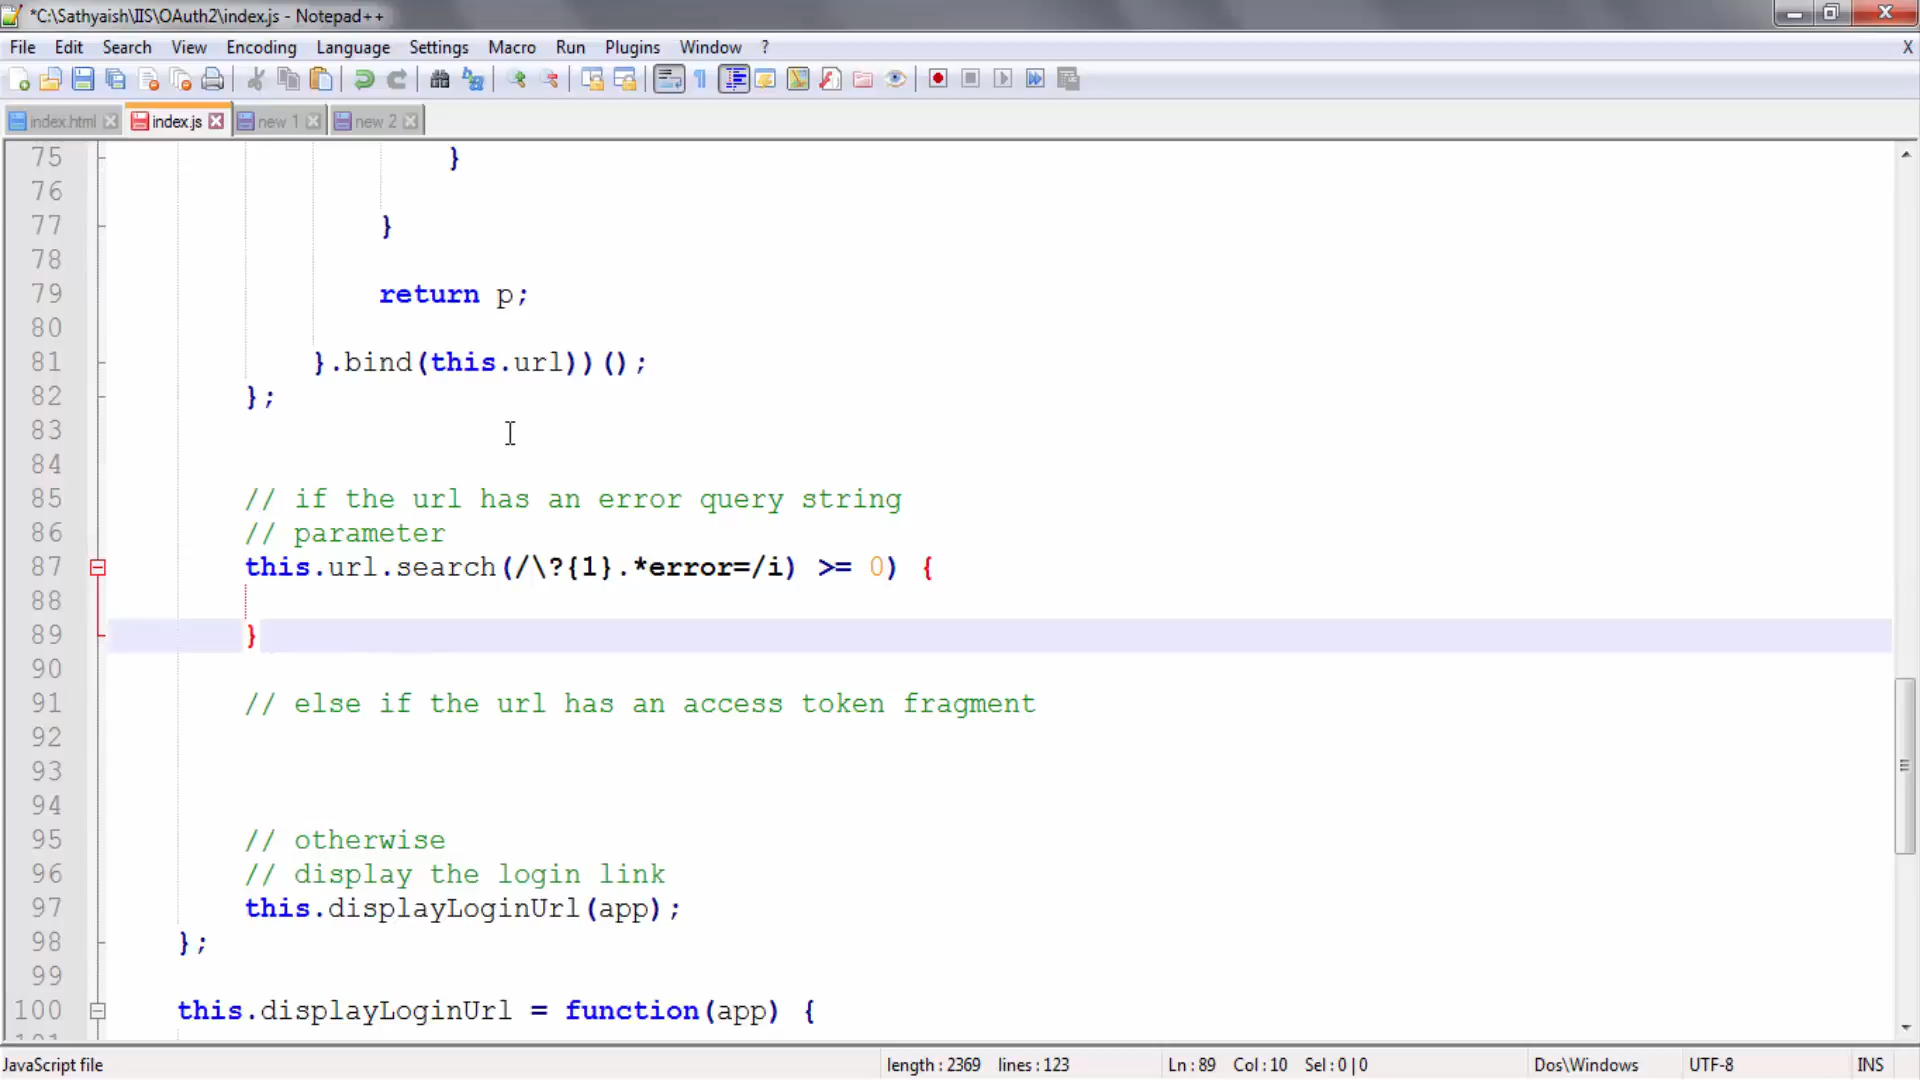 *C:\Sathyaish\IIS\OAuth2\index.js - Notepad++
File Edit Search View Encoding Language Settings Macro Run Plugins Window ? X
index.html index.js new 1 new 2
75 }
76
77 }
78
79 return p;
80
81 }.bind(this.url))();
82 };
83
84
85 // if the url has an error query string
86 // parameter
87 this.url.search(/\?{1}.*error=/i) >= 0) {
88
89 }
90
91 // else if the url has an access token fragment
92
93
94
95 // otherwise
96 // display the login link
97 this.displayLoginUrl(app);
98 };
99
100 this.displayLoginUrl = function(app) {
101
JavaScript file length : 2369 lines : 123 Ln : 89 Col : 10 Sel : 0 | 0 Dos\Windows UTF-8 INS